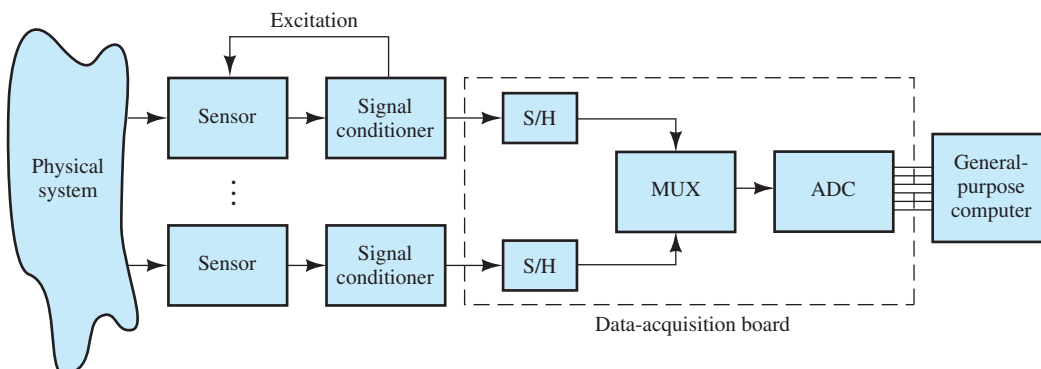 Excitation
Physical
system
Sensor
Signal
conditioner
S/H
MUX
ADC
General-
purpose
computer
Sensor
Signal
conditioner
S/H
Data-acquisition board